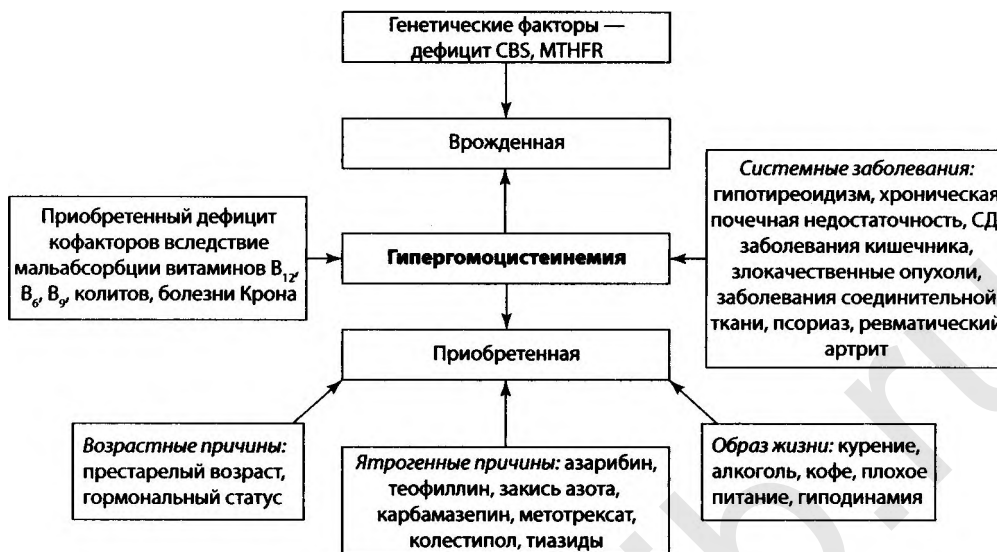 Генетические факторы —
дефицит CBS, MTHFR
Врожденная
Системные заболевания:
гипотиреоидизм, хроническая
почечная недостаточность, СД,
заболевания кишечника,
злокачественные опухоли,
заболевания соединительной
ткани, псориаз, ревматический
артрит
Приобретенный дефицит
кофакторов вследствие
мальабсорбции витаминов B12,
B6, B9, колитов, болезни Крона
Гипергомоцистеинемия
Приобретенная
Возрастные причины:
престарелый возраст,
гормональный статус
Ятрогенные причины: азарибин,
теофиллин, закись азота,
карбамазепин, метотрексат,
колестипол, тиазиды
Образ жизни: курение,
алкоголь, кофе, плохое
питание, гиподинамия